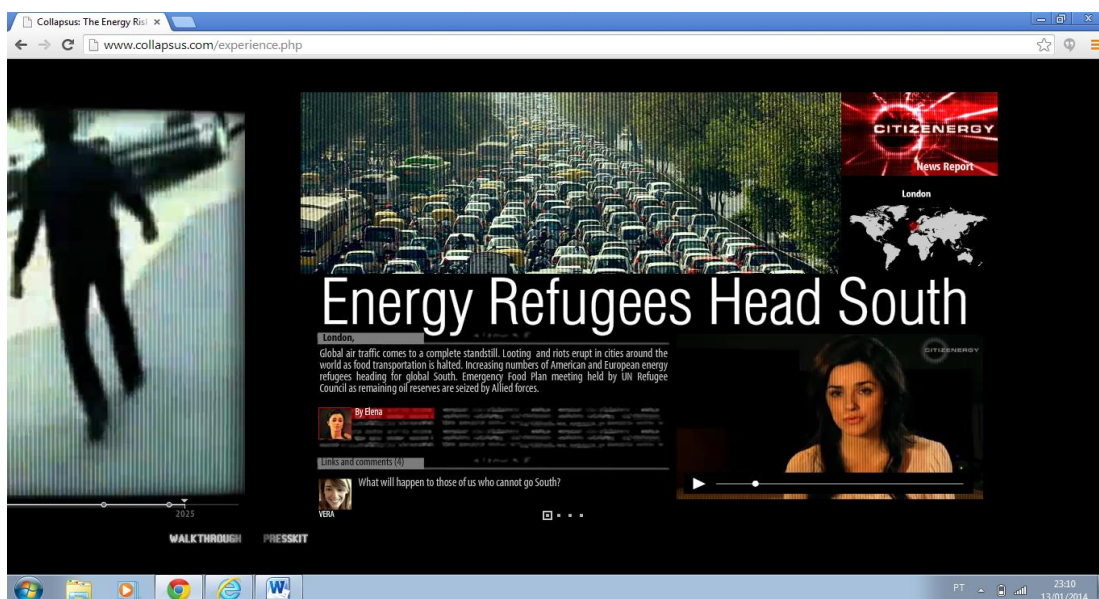 Collapsus: The Energy Ris
www.collapsus.com/experience.php
CITIZENERGY
News Report
London
Energy Refugees Head South
London,
Global air traffic comes to a complete standstill. Looting and riots erupt in cities around the
world as food transportation is halted. Increasing numbers of American and European energy
refugees heading for global South. Emergency Food Plan meeting held by UN Refugee
Council as remaining oil reserves are seized by Allied forces.
By Elena
Links and comments (4)
What will happen to those of us who cannot go South?
VERA
CITIZENERGY
2025
WALKTHROUGH PRESSKIT
W
PT
23:10
13/01/2014